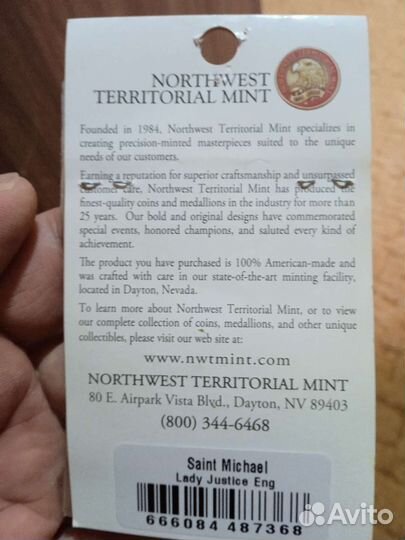 NORTHWEST
TERRITORIAL MINT
Founded in 1984, Northwest Territorial Mint specializes in
creating precision-minted masterpieces suited to the unique
needs of our customers.
Earning a reputation for superior craftsmanship and unsurpassed
customer care, Northwest Territorial Mint has produced the
finest-quality coins and medallions in the industry for more than
25 years. Our bold and original designs have commemorated
special events, honored champions, and saluted every kind of
achievement.
The product you have purchased is 100% American-made and
was crafted with care in our state-of-the-art minting facility,
located in Dayton, Nevada.
To learn more about Northwest Territorial Mint, or to view
our complete collection of coins, medallions, and other unique
collectibles, please visit our web site at:
www.nwtmint.com
NORTHWEST TERRITORIAL MINT
80 E. Airpark Vista Blvd., Dayton, NV 89403
(800) 344-6468
Saint Michael
Lady Justice Eng
666084 487368
Avito